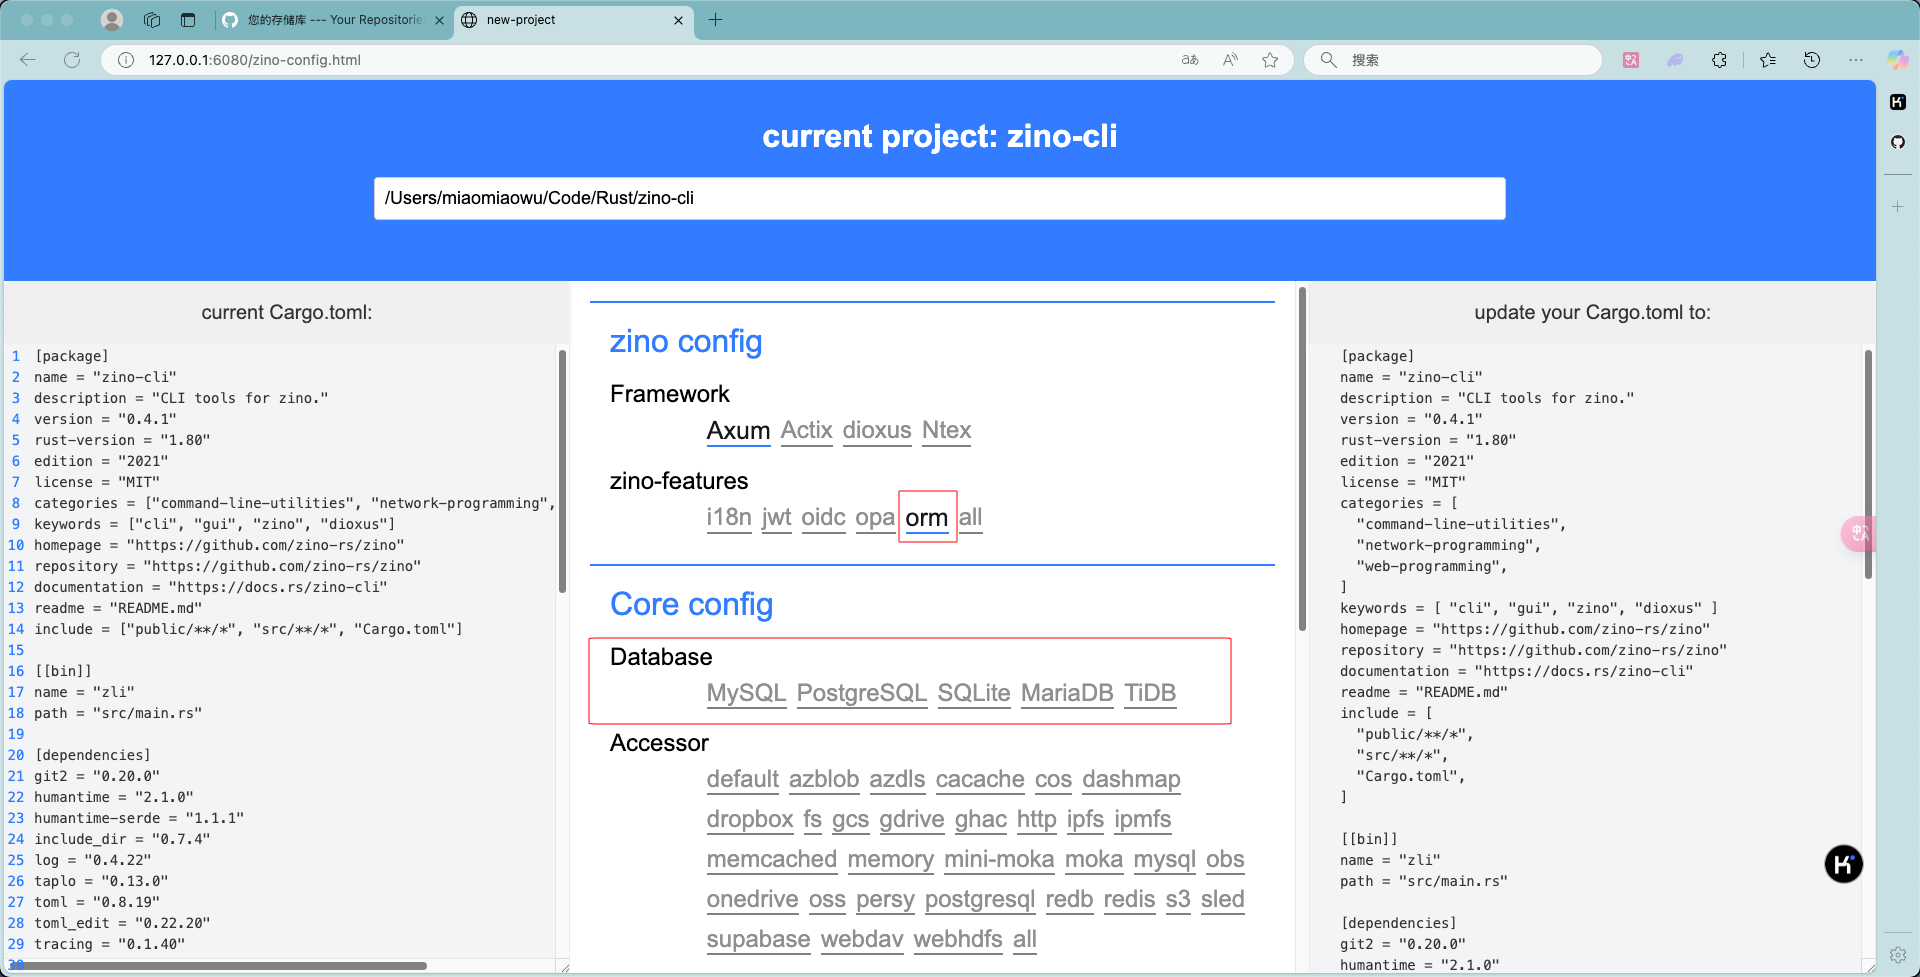 您的存储库 --- Your Repositories
new-project
127.0.0.1:6080/zino-config.html
搜索
current project: zino-cli
/Users/miaomiaowu/Code/Rust/zino-cli
current Cargo.toml:
1 [package]
2 name = "zino-cli"
3 description = "CLI tools for zino."
4 version = "0.4.1"
5 rust-version = "1.80"
6 edition = "2021"
7 license = "MIT"
8 categories = ["command-line-utilities", "network-programming",
9 keywords = ["cli", "gui", "zino", "dioxus"]
10 homepage = "https://github.com/zino-rs/zino"
11 repository = "https://github.com/zino-rs/zino"
12 documentation = "https://docs.rs/zino-cli"
13 readme = "README.md"
14 include = ["public/**/*", "src/**/*", "Cargo.toml"]
15
16 [[bin]]
17 name = "zli"
18 path = "src/main.rs"
19
20 [dependencies]
21 git2 = "0.20.0"
22 humantime = "2.1.0"
23 humantime-serde = "1.1.1"
24 include_dir = "0.7.4"
25 log = "0.4.22"
26 taplo = "0.13.0"
27 toml = "0.8.19"
28 toml_edit = "0.22.20"
29 tracing = "0.1.40"
30
zino config
Framework
Axum Actix dioxus Ntex
zino-features
i18n jwt oidc opa orm all
Core config
Database
MySQL PostgreSQL SQLite MariaDB TiDB
Accessor
default azblob azdls cacache cos dashmap
dropbox fs gcs gdrive ghac http ipfs ipmfs
memcached memory mini-moka moka mysql obs
onedrive oss persy postgresql redb redis s3 sled
supabase webdav webhdfs all
update your Cargo.toml to:
[package]
name = "zino-cli"
description = "CLI tools for zino."
version = "0.4.1"
rust-version = "1.80"
edition = "2021"
license = "MIT"
categories = [
"command-line-utilities",
"network-programming",
"web-programming",
]
keywords = [ "cli", "gui", "zino", "dioxus" ]
homepage = "https://github.com/zino-rs/zino"
repository = "https://github.com/zino-rs/zino"
documentation = "https://docs.rs/zino-cli"
readme = "README.md"
include = [
"public/**/*",
"src/**/*",
"Cargo.toml",
]
[[bin]]
name = "zli"
path = "src/main.rs"
[dependencies]
git2 = "0.20.0"
humantime = "2.1.0"